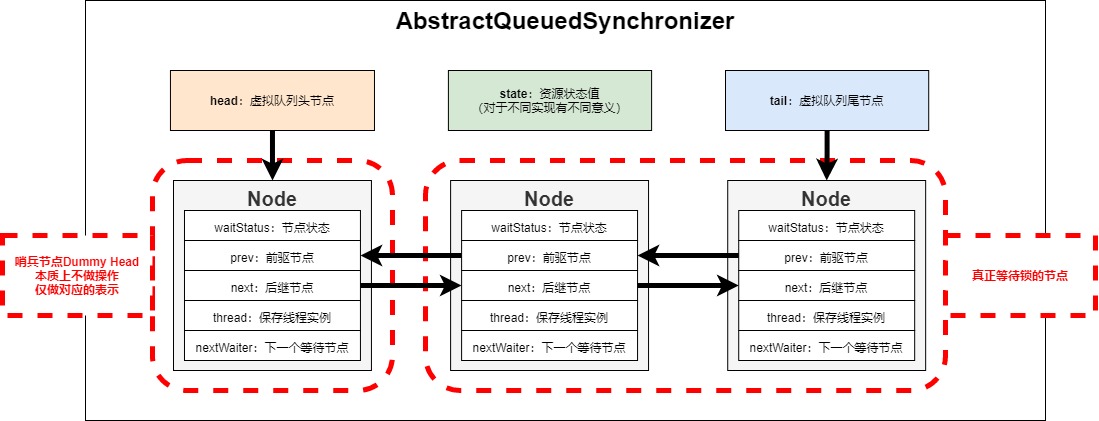 AbstractQueuedSynchronizer
head：虚拟队列头节点
state：资源状态值
（对于不同实现有不同意义）
tail：虚拟队列尾节点
哨兵节点Dummy Head
本质上不做操作
仅做对应的表示
Node
waitStatus：节点状态
prev：前驱节点
next：后继节点
thread：保存线程实例
nextWaiter：下一个等待节点
Node
waitStatus：节点状态
prev：前驱节点
next：后继节点
thread：保存线程实例
nextWaiter：下一个等待节点
Node
waitStatus：节点状态
prev：前驱节点
next：后继节点
thread：保存线程实例
nextWaiter：下一个等待节点
真正等待锁的节点